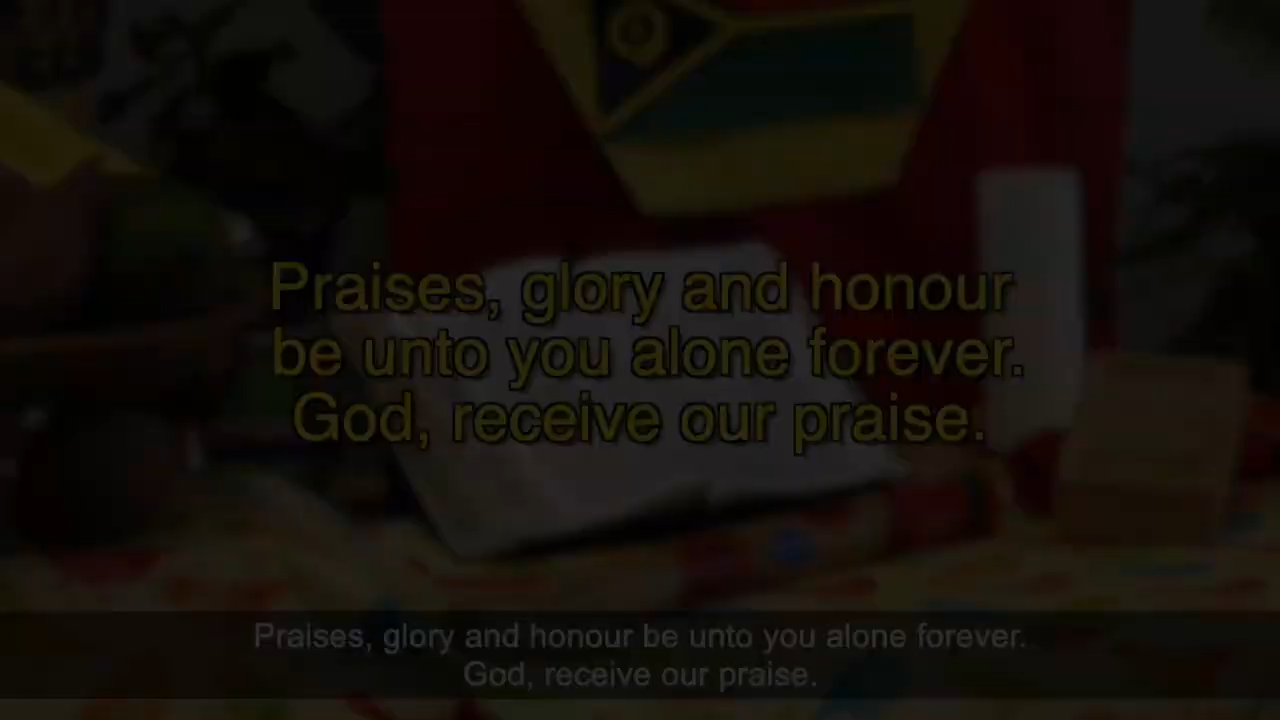 Praises, glory and honour
be unto you alone forever.
God, receive our praise.
Praises, glory and honour be unto you alone forever.
God, receive our praise.